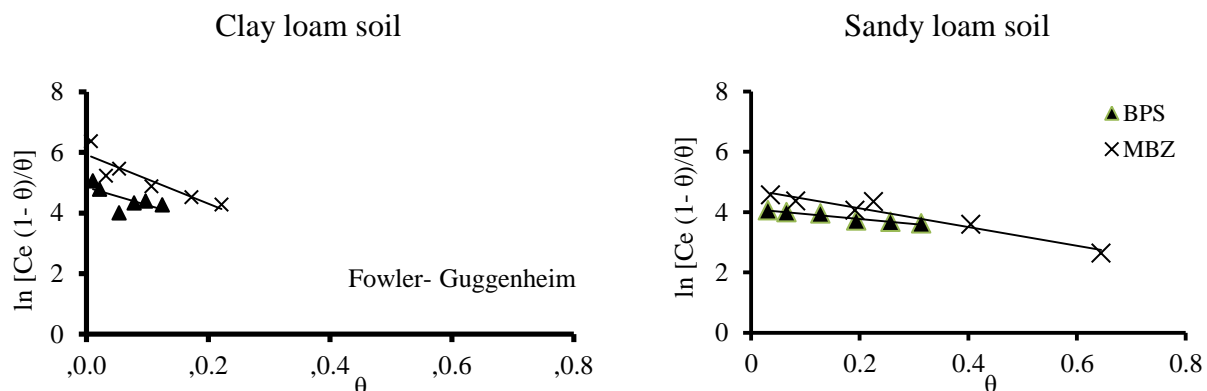 Clay loam soil
8
6
4
2
0
ln [Ce (1- θ)/θ]
Fowler- Guggenheim
,0.0 ,0.2 ,0.4 ,0.6 ,0.8
θ
Sandy loam soil
8
6
4
2
0
ln [Ce (1- θ)/θ]
BPS
MBZ
0 0.2 0.4 0.6 0.8
θ